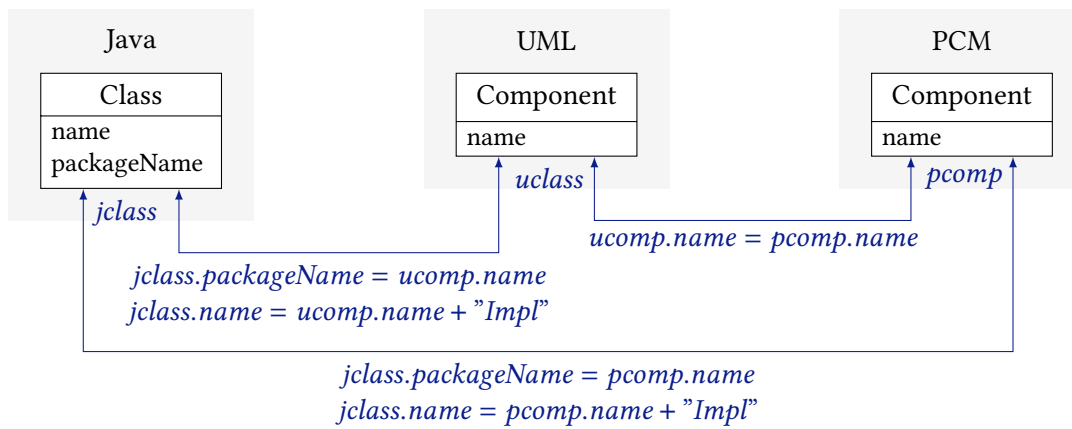 Java
UML
PCM
Class
Component
Component
name
packageName
name
name
jclass
uclass
pcomp
ucomp.name = pcomp.name
jclass.packageName = ucomp.name
jclass.name = ucomp.name + ”Impl”
jclass.packageName = pcomp.name
jclass.name = pcomp.name + ”Impl”